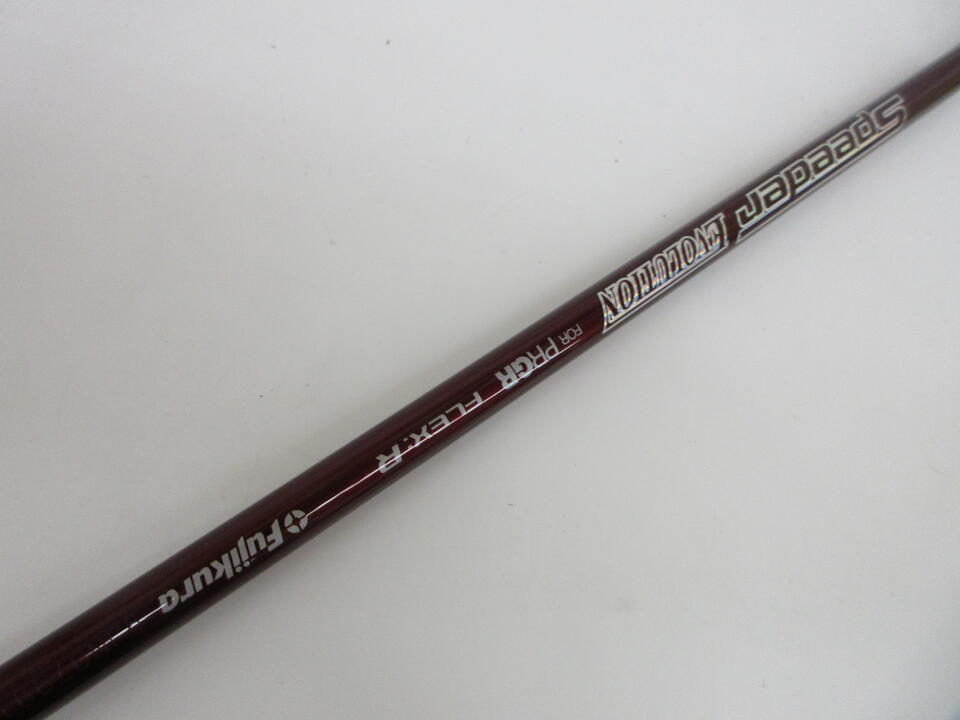 Speeder EVOLUTION FOR PRGR FLEX:R Fujikura